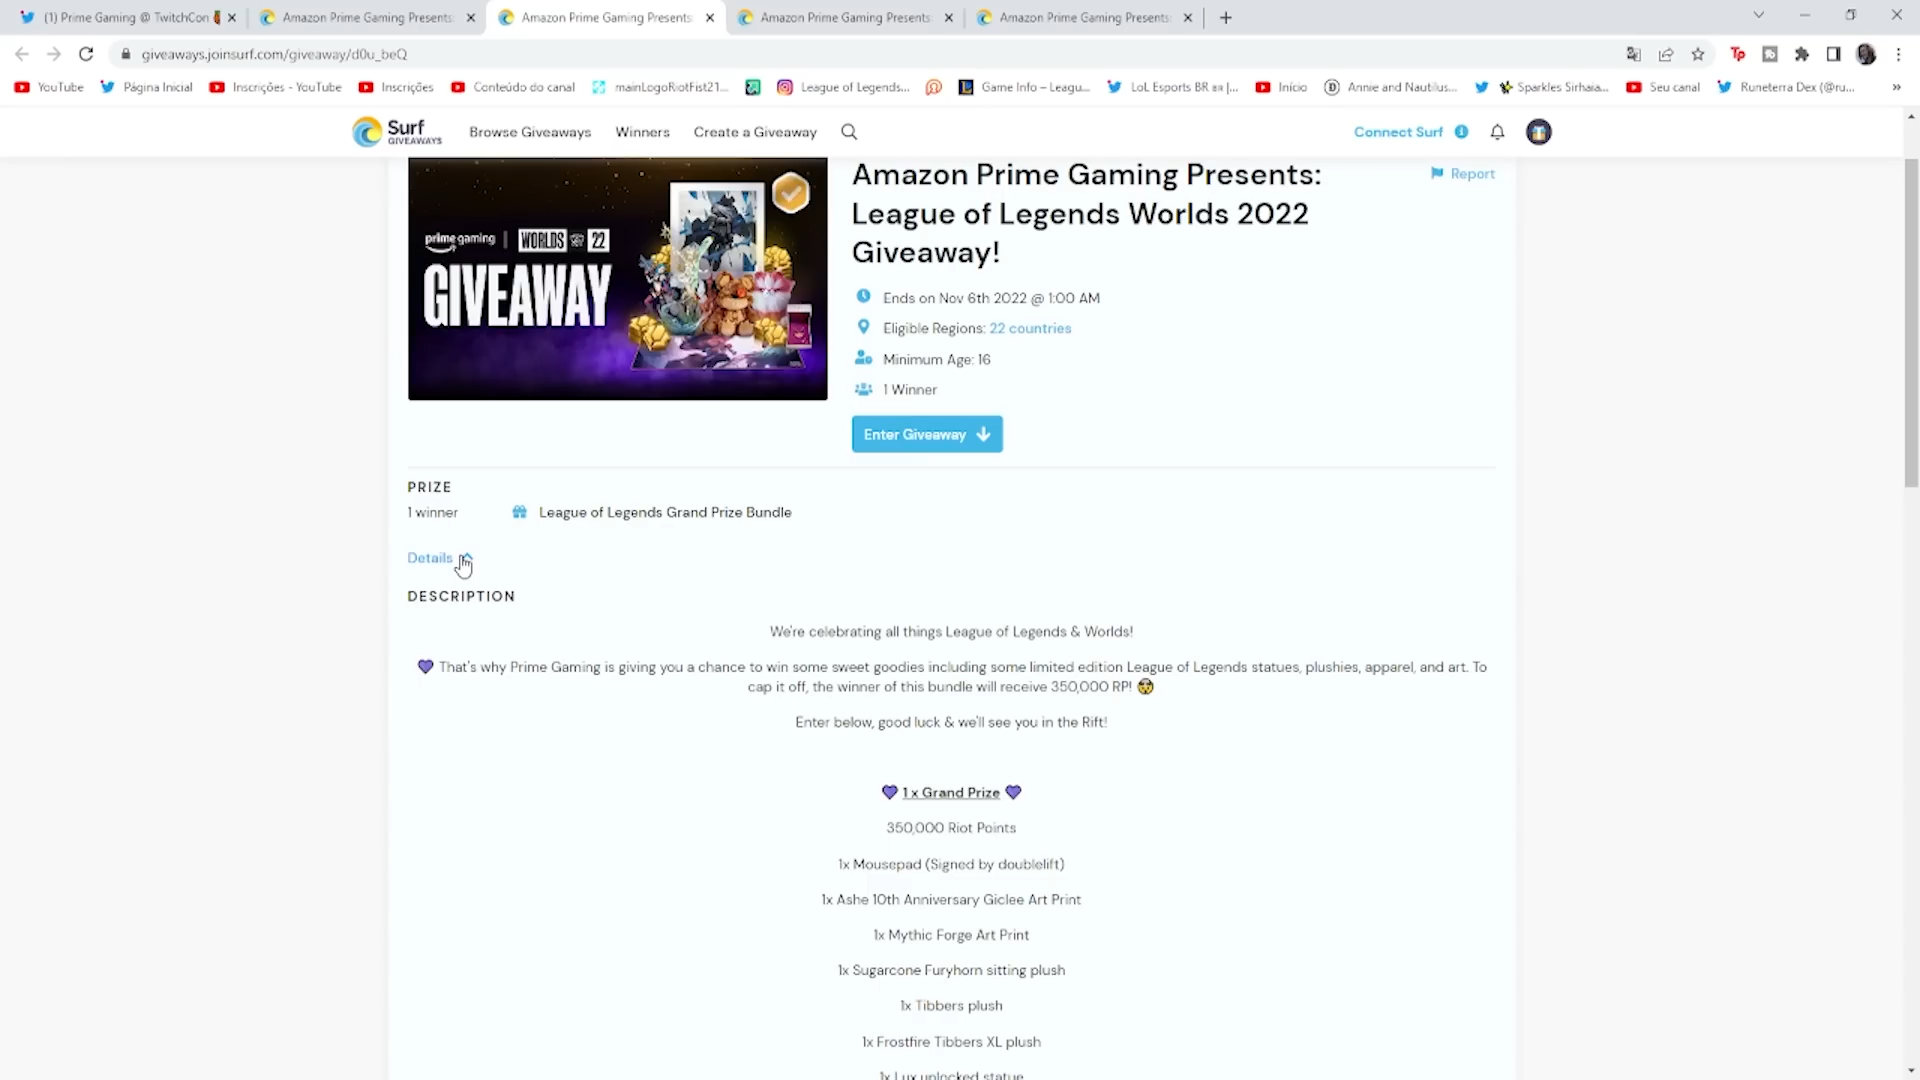 (1) Prime Gaming @ TwitchCon
Amazon Prime Gaming Presents:
Amazon Prime Gaming Presents:
Amazon Prime Gaming Presents:
Amazon Prime Gaming Presents:
giveaways.joinsurf.com/giveaway/d0u_beQ
YouTube Página Inicial Inscrições - YouTube Inscrições Conteúdo do canal mainLogoRiotFist21... League of Legends... Game Info – Leagu... LoL Esports BR BR |... Início Annie and Nautilus... Sparkles Sirhaia... Seu canal Runeterra Dex (@ru... »
Surf GIVEAWAYS Browse Giveaways Winners Create a Giveaway Connect Surf
prime gaming | WORLDS 22
GIVEAWAY
Amazon Prime Gaming Presents:
League of Legends Worlds 2022
Giveaway!
Report
Ends on Nov 6th 2022 @ 1:00 AM
Eligible Regions: 22 countries
Minimum Age: 16
1 Winner
Enter Giveaway
PRIZE
1 winner League of Legends Grand Prize Bundle
Details
DESCRIPTION
We're celebrating all things League of Legends & Worlds!
💜 That's why Prime Gaming is giving you a chance to win some sweet goodies including some limited edition League of Legends statues, plushies, apparel, and art. To
cap it off, the winner of this bundle will receive 350,000 RP! 🤯
Enter below, good luck & we'll see you in the Rift!
💜 1 x Grand Prize 💜
350,000 Riot Points
1x Mousepad (Signed by doublelift)
1x Ashe 10th Anniversary Giclee Art Print
1x Mythic Forge Art Print
1x Sugarcone Furyhorn sitting plush
1x Tibbers plush
1x Frostfire Tibbers XL plush
1x Lux unlocked statue